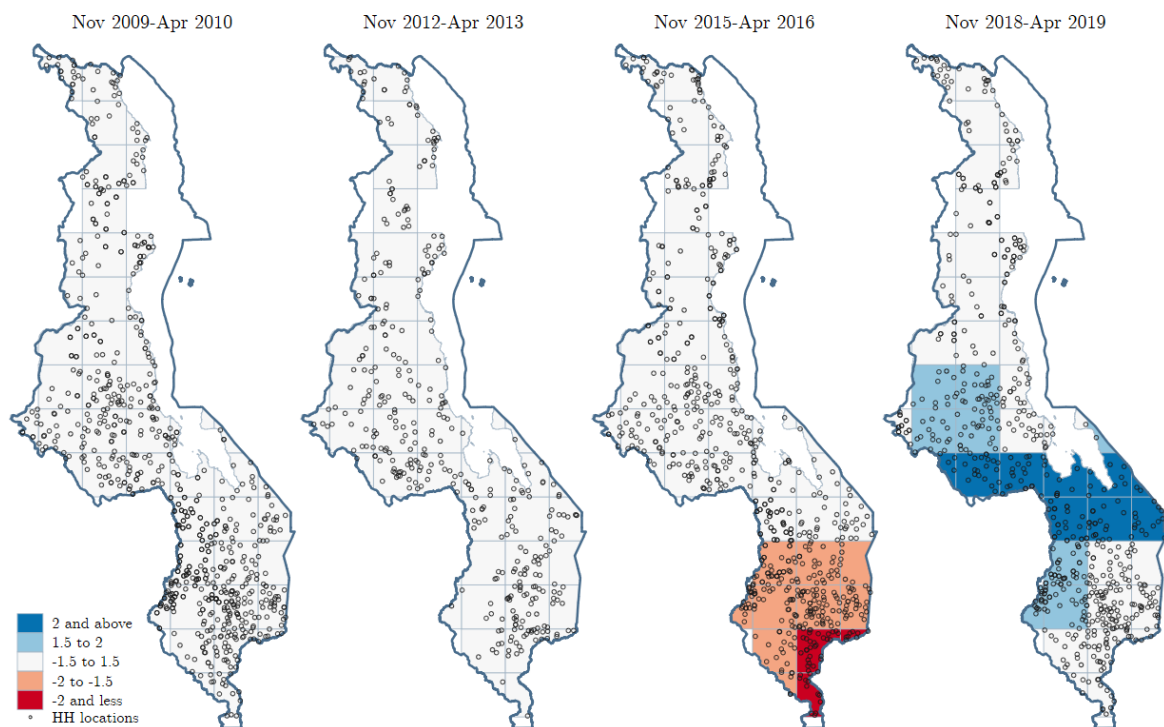 Nov 2009-Apr 2010 Nov 2012-Apr 2013 Nov 2015-Apr 2016 Nov 2018-Apr 2019
2 and above
1.5 to 2
-1.5 to 1.5
-2 to -1.5
-2 and less
HH locations